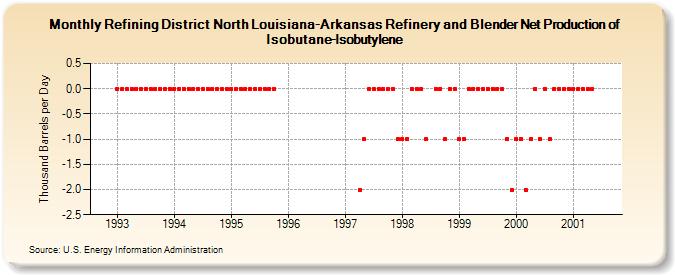 Monthly Refining District North Louisiana-Arkansas Refinery and Blender Net Production of
Isobutane-Isobutylene
Thousand Barrels per Day
0.5
0.0
-0.5
-1.0
-1.5
-2.0
-2.5
1993 1994 1995 1996 1997 1998 1999 2000 2001
Source: U.S. Energy Information Administration